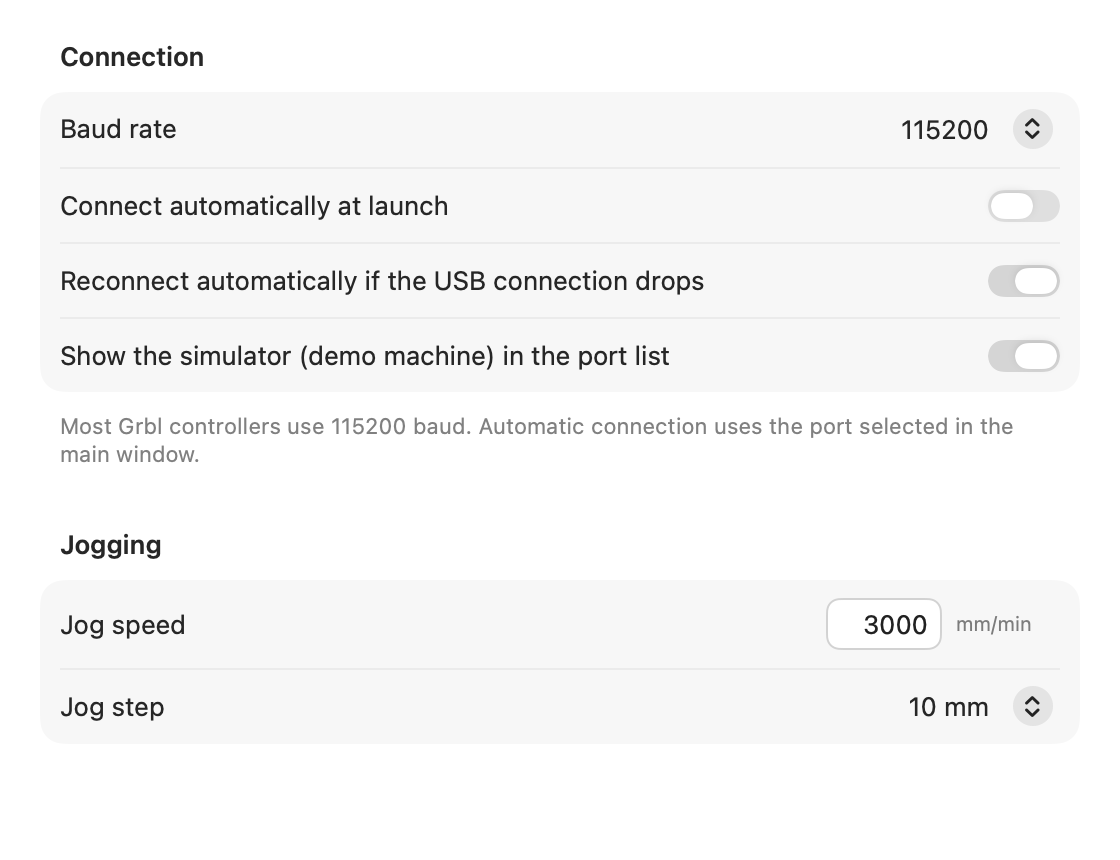 Connection
Baud rate 115200
Connect automatically at launch
Reconnect automatically if the USB connection drops
Show the simulator (demo machine) in the port list
Most Grbl controllers use 115200 baud. Automatic connection uses the port selected in the
main window.
Jogging
Jog speed 3000 mm/min
Jog step 10 mm